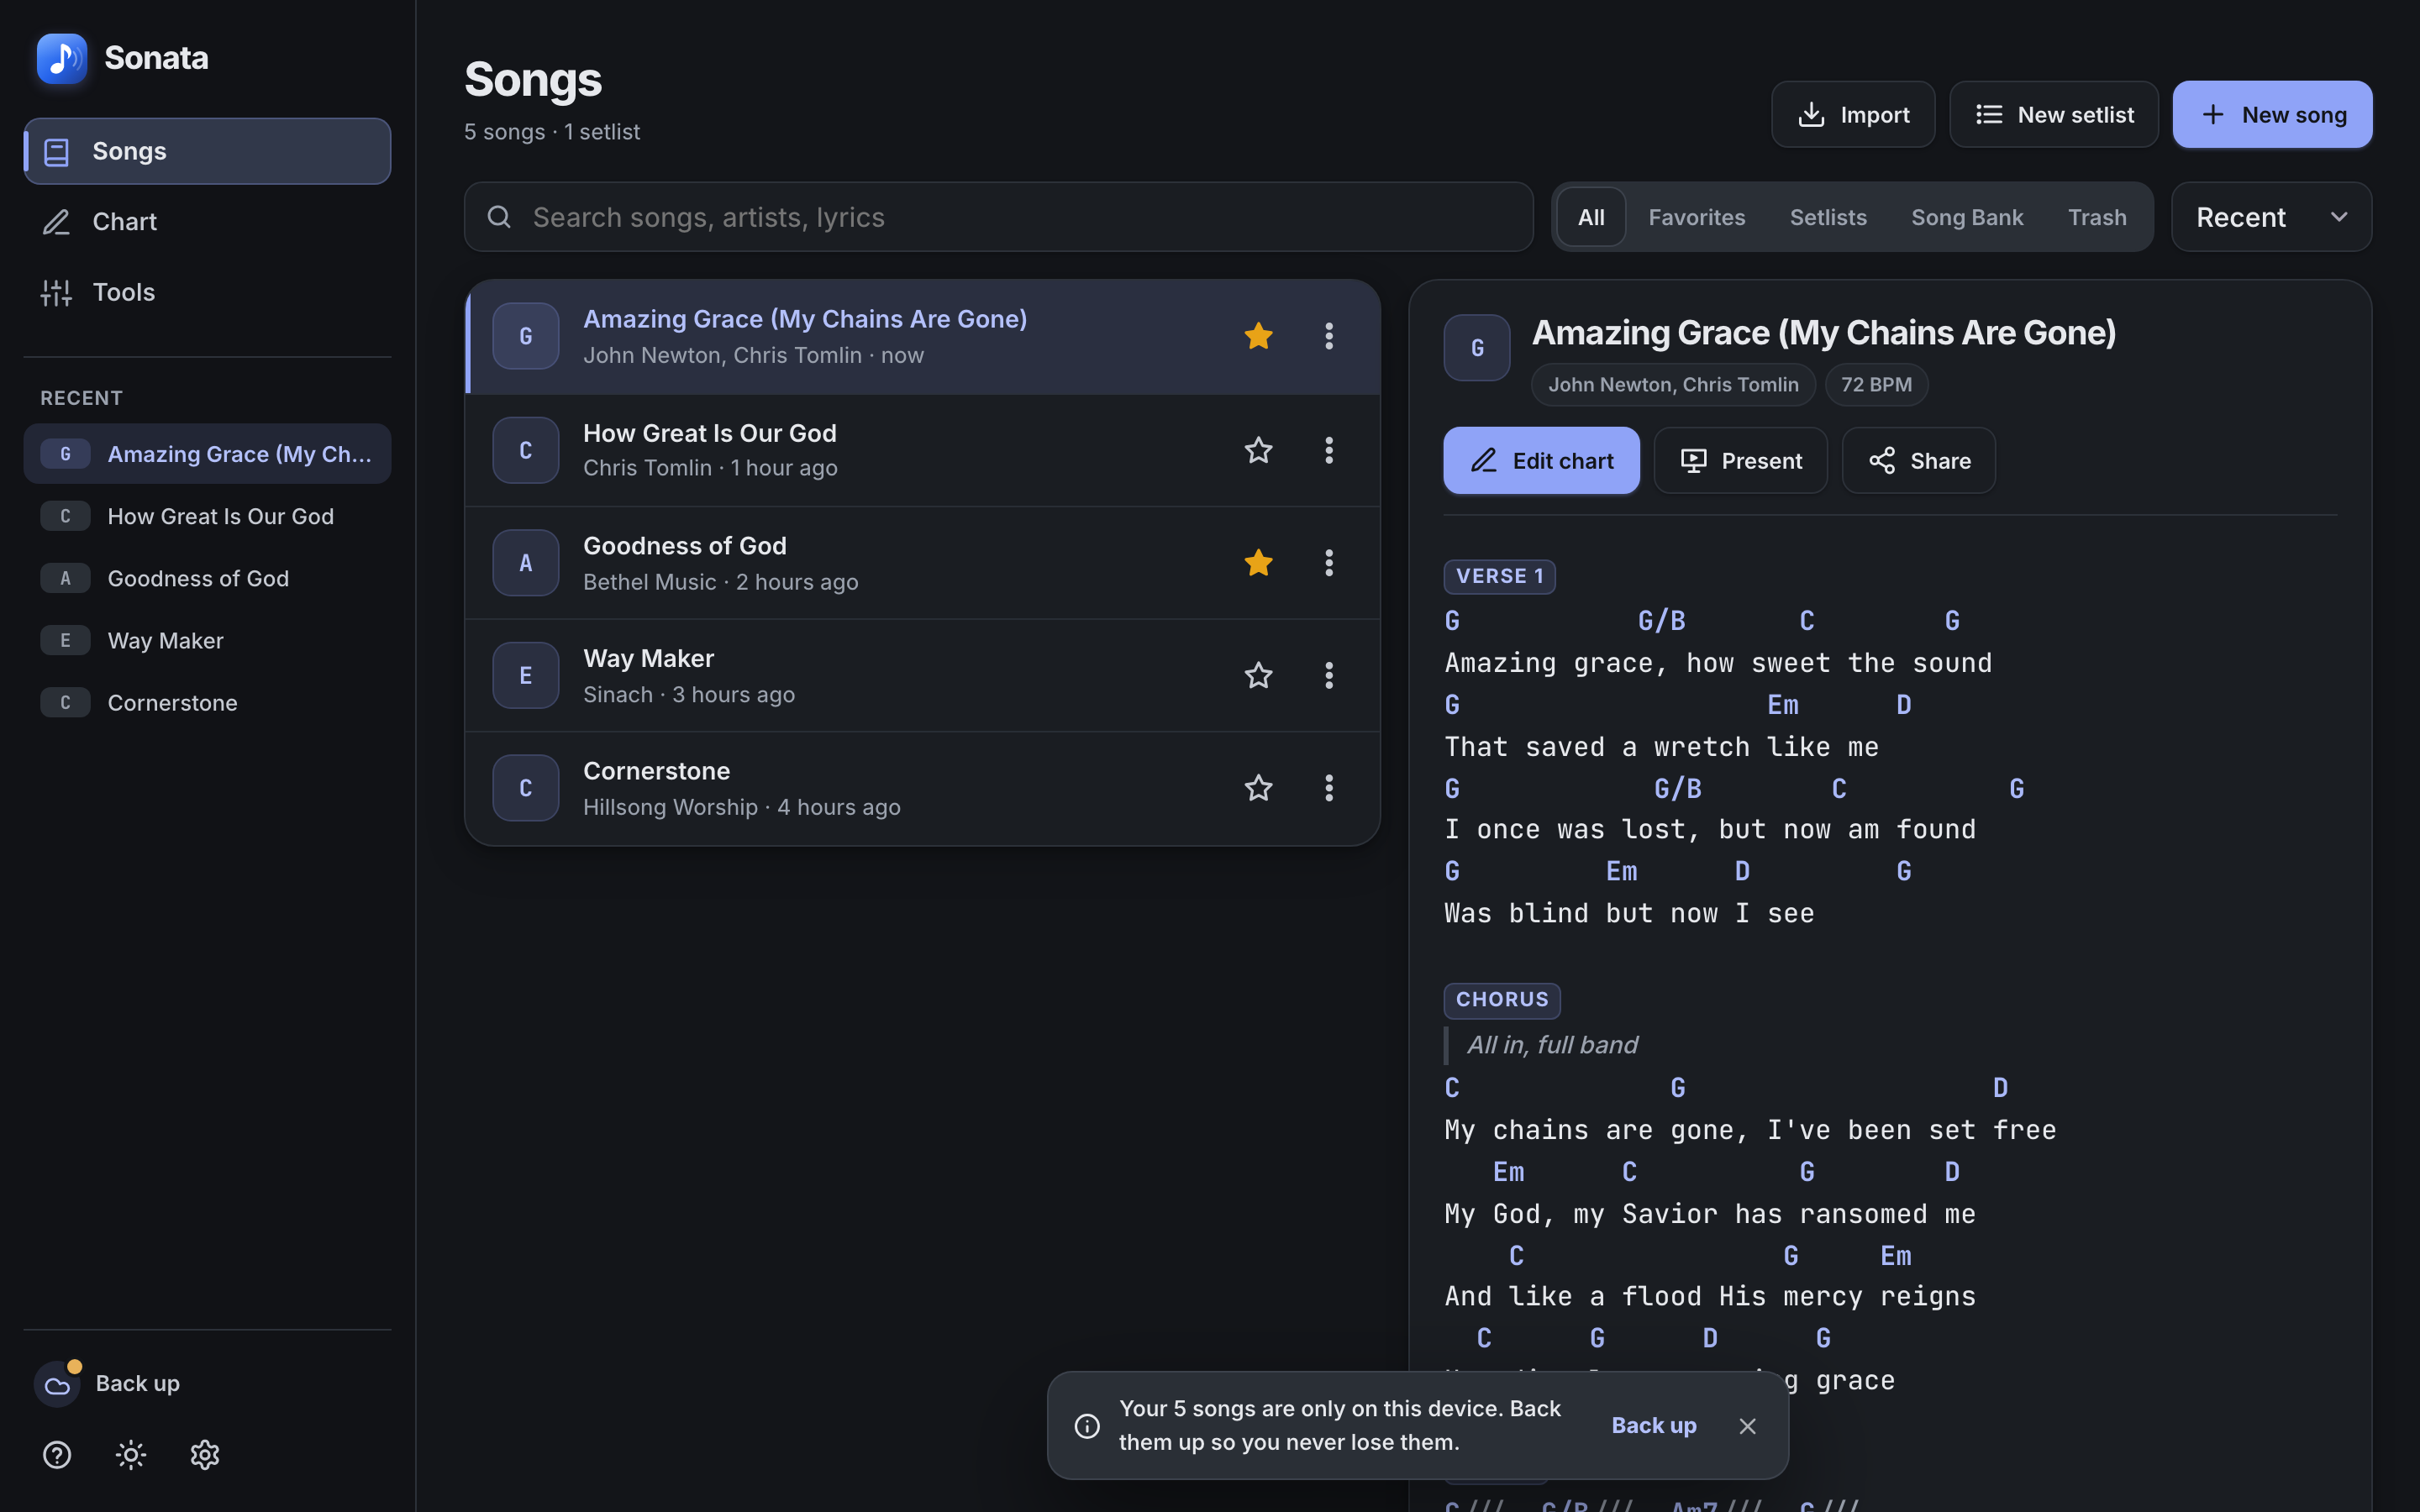 Sonata
Songs
Chart
Tools
RECENT
G Amazing Grace (My Ch...
C How Great Is Our God
A Goodness of God
E Way Maker
C Cornerstone
Back up
Songs
5 songs · 1 setlist
Import
New setlist
New song
Search songs, artists, lyrics
All Favorites Setlists Song Bank Trash
Recent
G
Amazing Grace (My Chains Are Gone)
John Newton, Chris Tomlin · now
C
How Great Is Our God
Chris Tomlin · 1 hour ago
A
Goodness of God
Bethel Music · 2 hours ago
E
Way Maker
Sinach · 3 hours ago
C
Cornerstone
Hillsong Worship · 4 hours ago
G
Amazing Grace (My Chains Are Gone)
John Newton, Chris Tomlin
72 BPM
Edit chart
Present
Share
VERSE 1
G G/B C G
Amazing grace, how sweet the sound
G Em D
That saved a wretch like me
G G/B C G
I once was lost, but now am found
G Em D G
Was blind but now I see
CHORUS
All in, full band
C G D
My chains are gone, I've been set free
Em C G D
My God, my Savior has ransomed me
C G Em
And like a flood His mercy reigns
C G D G
grace
Your 5 songs are only on this device. Back
them up so you never lose them.
Back up
G/// G/B/// Am7/// G///